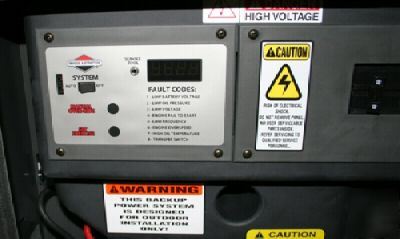 DANGER
HIGH VOLTAGE
SYSTEM
AUTO OFF
FAULT CODES:
1 - LOW BATTERY VOLTAGE
2 - LOW OIL PRESSURE
3 - LOW VOLTAGE
4 - ENGINE FAIL TO START
5 - LOW FREQUENCY
6 - ENGINE OVERSPEED
7 - HIGH OIL TEMPERATURE
8 - TRANSFER SWITCH
CAUTION
RISK OF ELECTRICAL
SHOCK.
DO NOT REMOVE PANEL.
NO USER SERVICEABLE
PARTS INSIDE.
REFER SERVICING TO
QUALIFIED SERVICE
PERSONNEL.
WARNING
THIS BACKUP
POWER SYSTEM
IS DESIGNED
FOR OUTDOOR
INSTALLATION
ONLY!
CAUTION